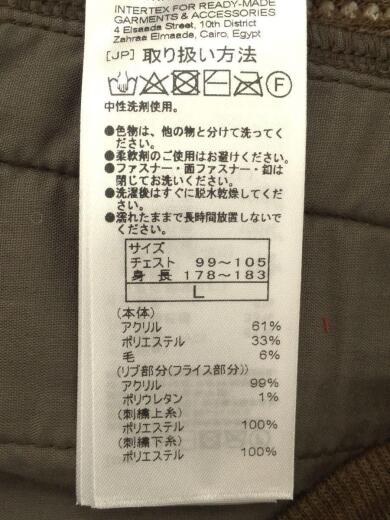 INTERTEX FOR READY-MADE
GARMENTS & ACCESSORIES
4 Elsaada Street, 10th District
Zahraa Elmaade, Cairo, Egypt
[JP] 取り扱い方法
F
中性洗剤使用。
●色物は、他の物と分けて洗ってください。
●柔軟剤のご使用はお避けください。
●ファスナー・面ファスナー・釦は
閉じてお洗いください。
●洗濯後はすぐに脱水乾燥してください。
●濡れたままで長時間放置しないで
ください。
サイズ
チェスト 99～105
身長 178～183
L
(本体)
アクリル 61%
ポリエステル 33%
毛 6%
(リブ部分(フライス部分))
アクリル 99%
ポリウレタン 1%
(刺繍上糸)
ポリエステル 100%
(刺繍下糸)
ポリエステル 100%